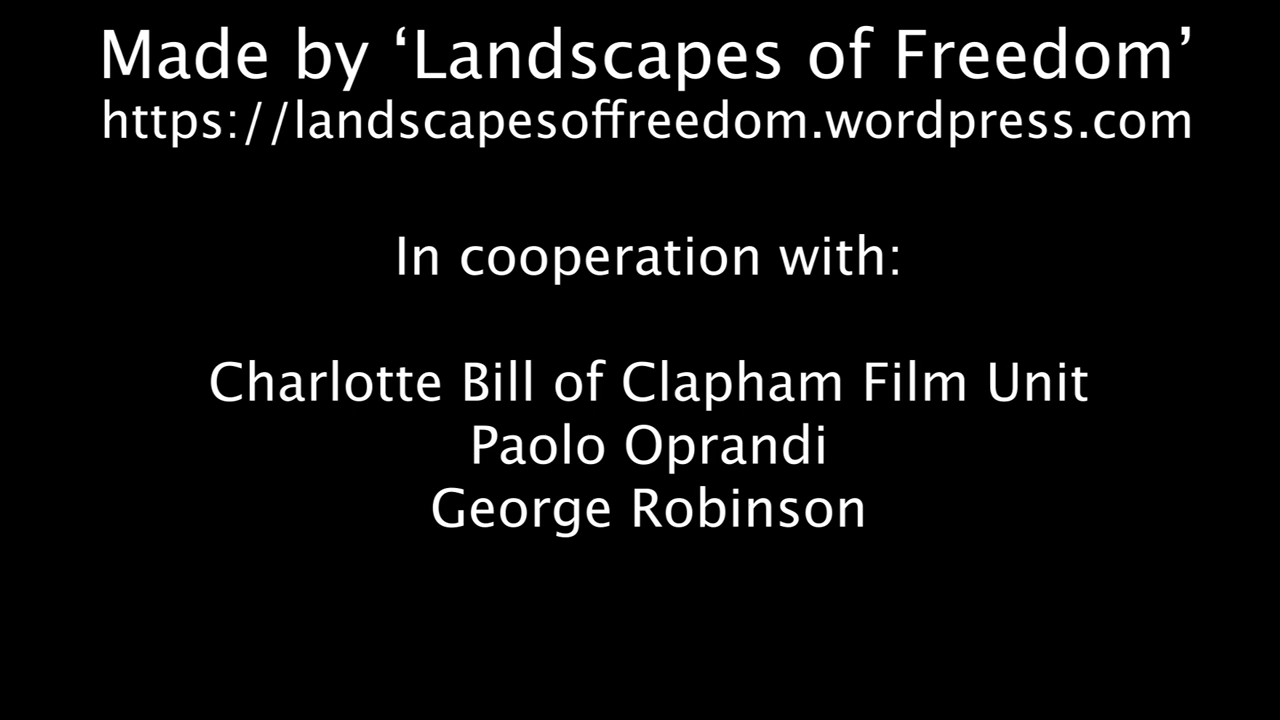 Made by ‘Landscapes of Freedom’
https://landscapesoffreedom.wordpress.com
In cooperation with:
Charlotte Bill of Clapham Film Unit
Paolo Oprandi
George Robinson